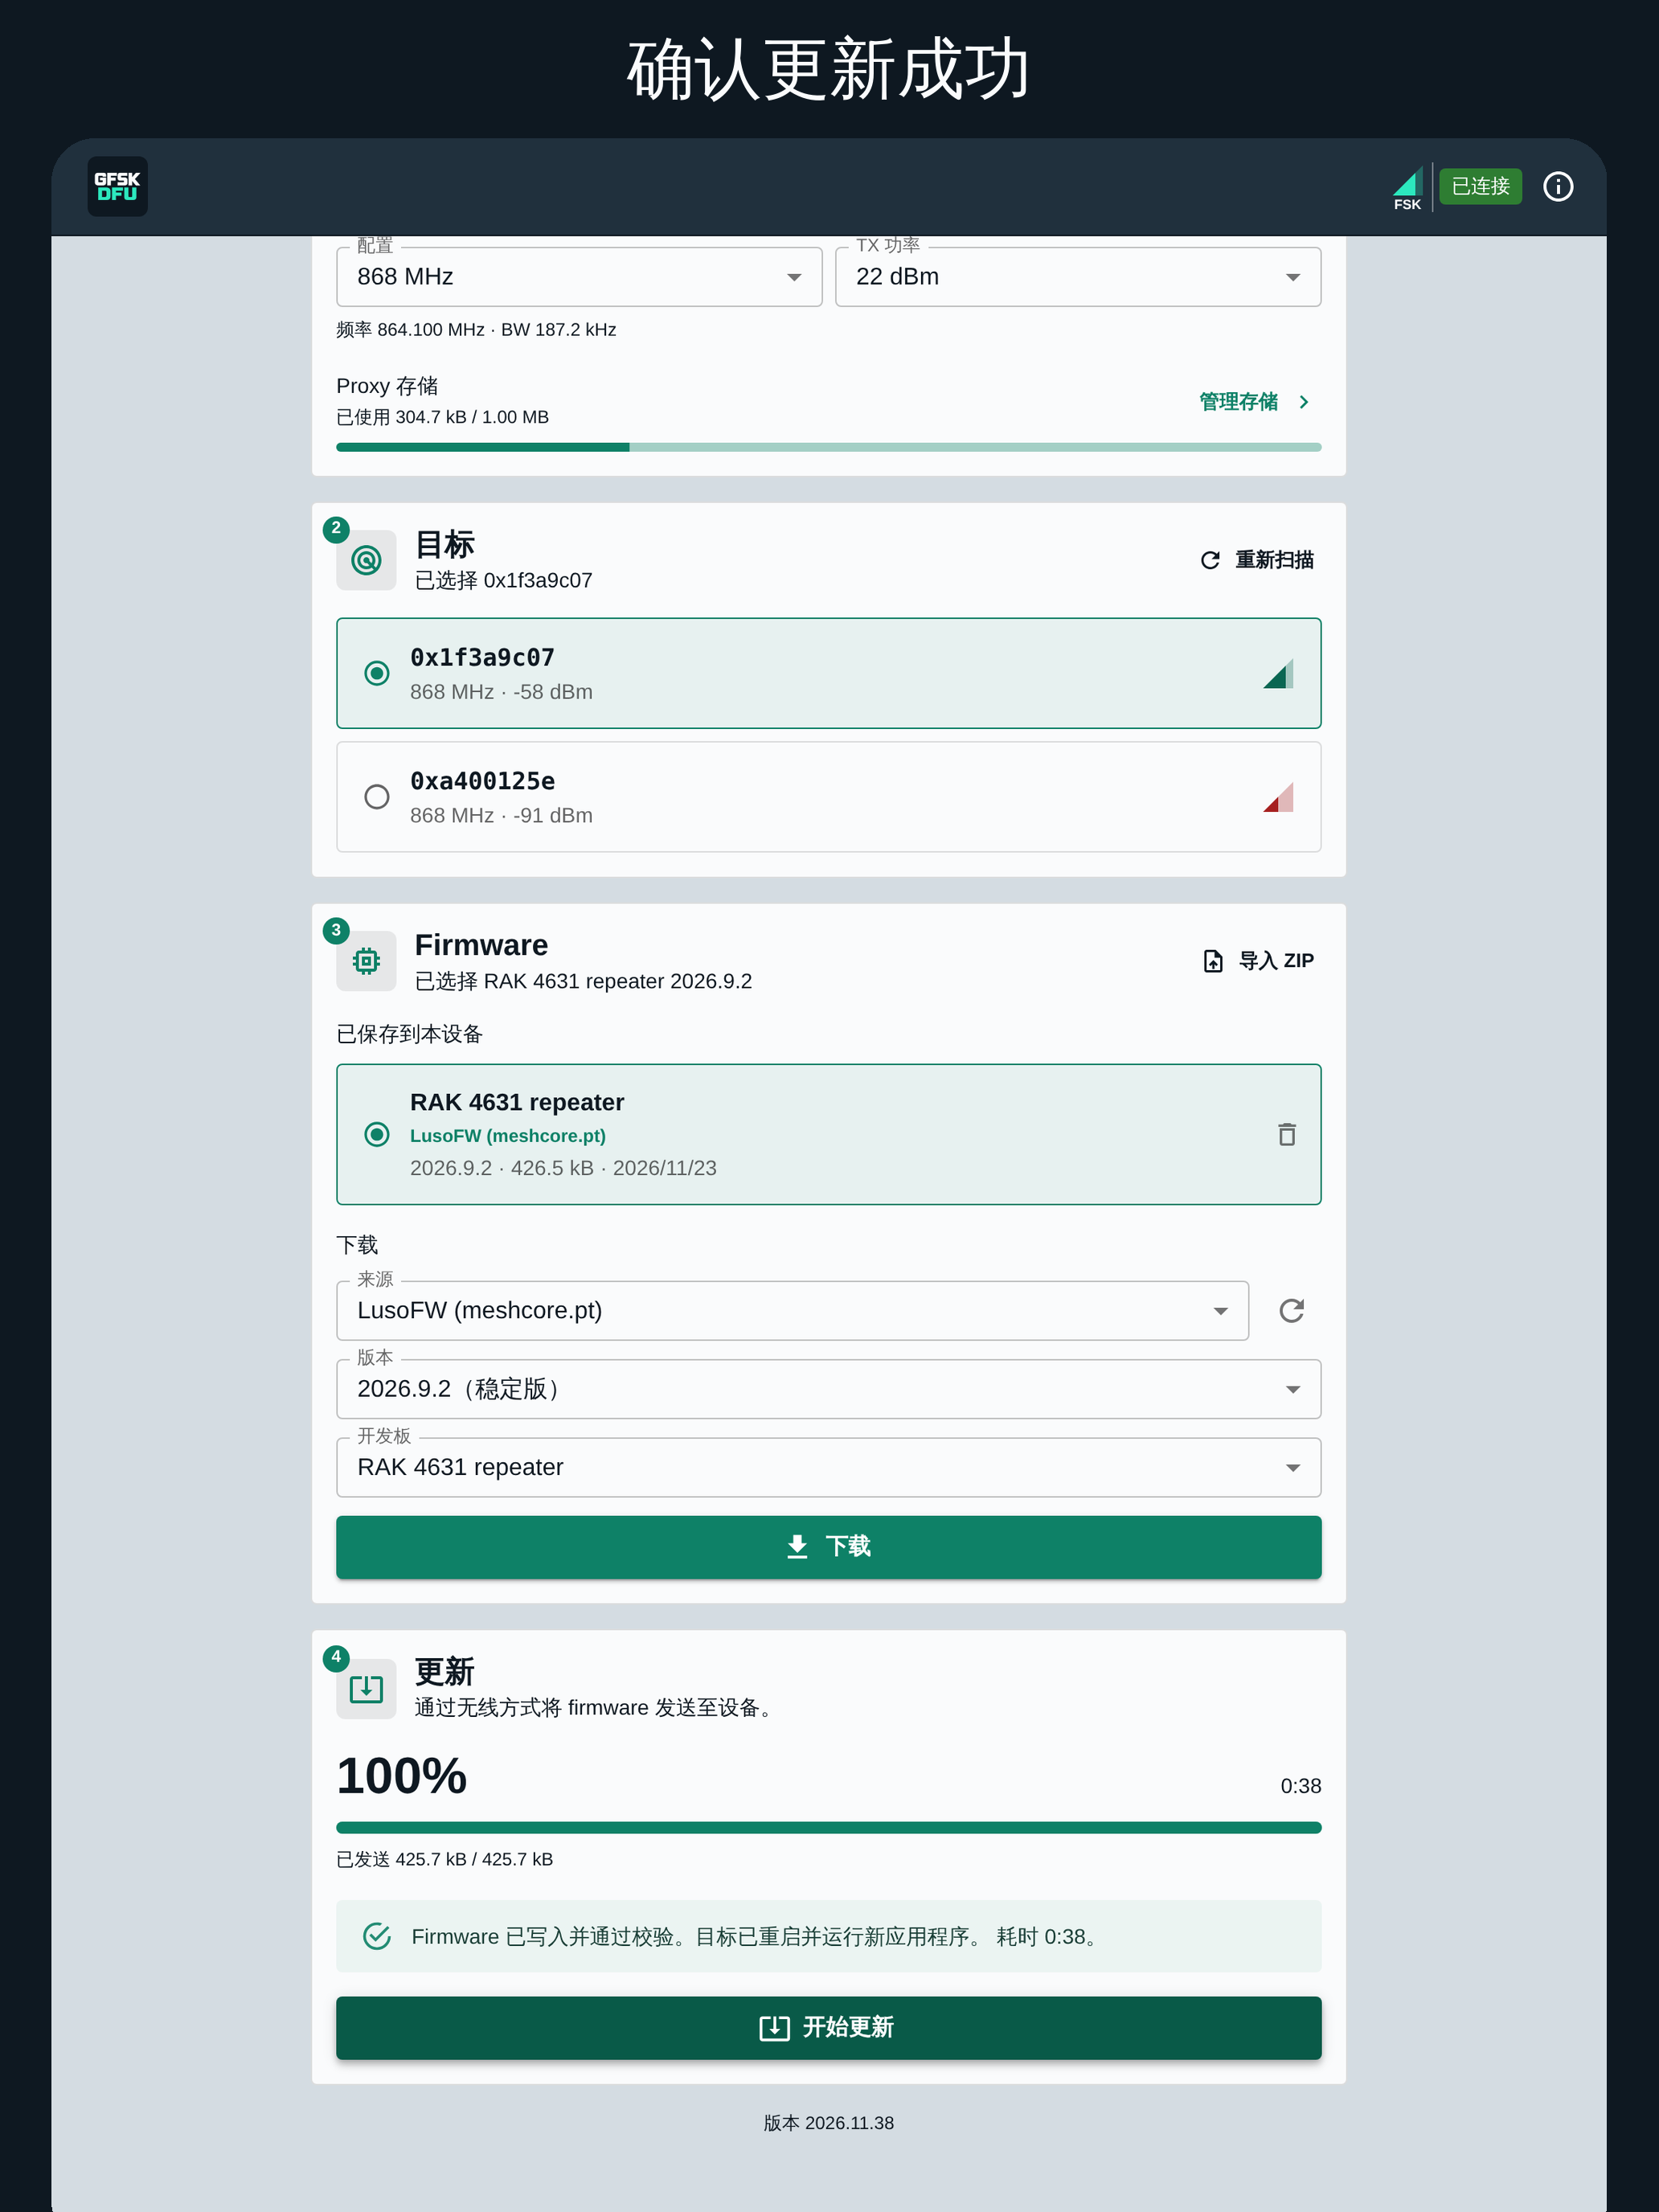 确认更新成功
GFSK
DFU
FSK
已连接
配置
868 MHz
TX 功率
22 dBm
频率 864.100 MHz · BW 187.2 kHz
Proxy 存储
已使用 304.7 kB / 1.00 MB
管理存储
2
目标
已选择 0x1f3a9c07
重新扫描
0x1f3a9c07
868 MHz · -58 dBm
0xa400125e
868 MHz · -91 dBm
3
Firmware
已选择 RAK 4631 repeater 2026.9.2
导入 ZIP
已保存到本设备
RAK 4631 repeater
LusoFW (meshcore.pt)
2026.9.2 · 426.5 kB · 2026/11/23
下载
来源
LusoFW (meshcore.pt)
版本
2026.9.2（稳定版）
开发板
RAK 4631 repeater
下载
4
更新
通过无线方式将 firmware 发送至设备。
100%
0:38
已发送 425.7 kB / 425.7 kB
Firmware 已写入并通过校验。目标已重启并运行新应用程序。 耗时 0:38。
开始更新
版本 2026.11.38